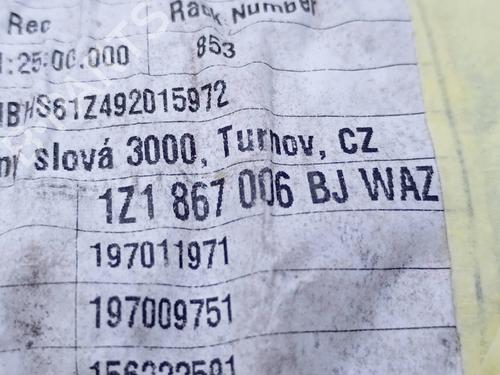 Rec Rack Number
1:25:00.000 853
HS61Z492015972
slová 3000, Turnov, CZ
1Z1 867 006 BJ WAZ
197011971
197009751